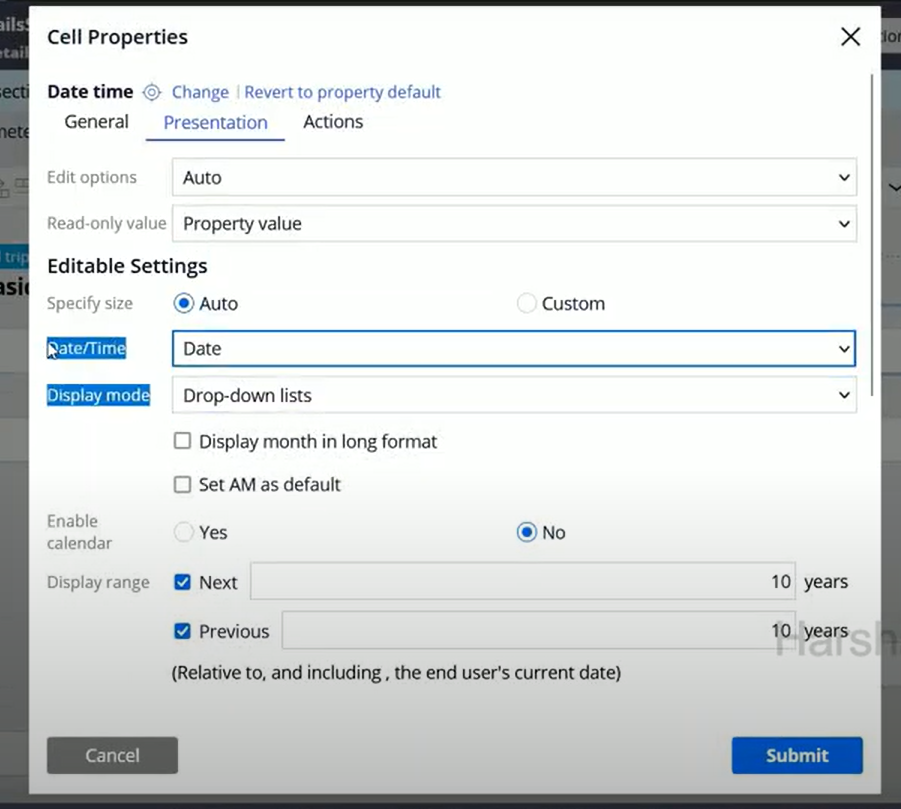 Cell Properties
Date time Change | Revert to property default
General Presentation Actions
Edit options Auto
Read-only value Property value
Editable Settings
Specify size Auto Custom
Date/Time Date
Display mode Drop-down lists
Display month in long format
Set AM as default
Enable
calendar Yes No
Display range Next 10 years
Previous 10 years
(Relative to, and including , the end user's current date)
Cancel Submit